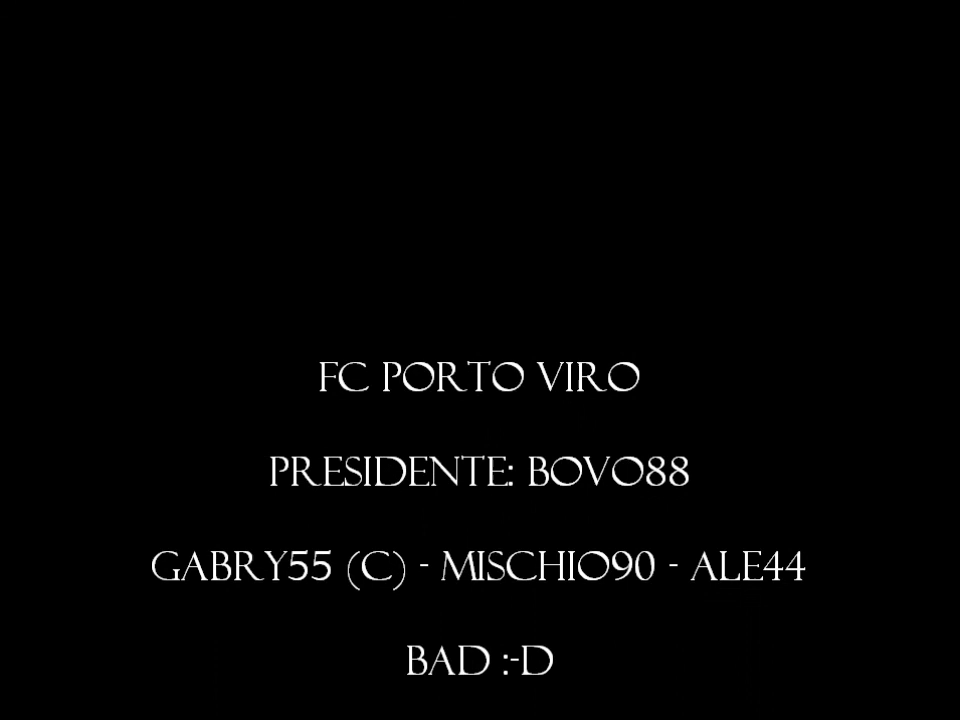 FC PORTO VIRO
PRESIDENTE: BOVO88
GABRY55 (C) - MISCHIO90 - ALE44
BAD :-D